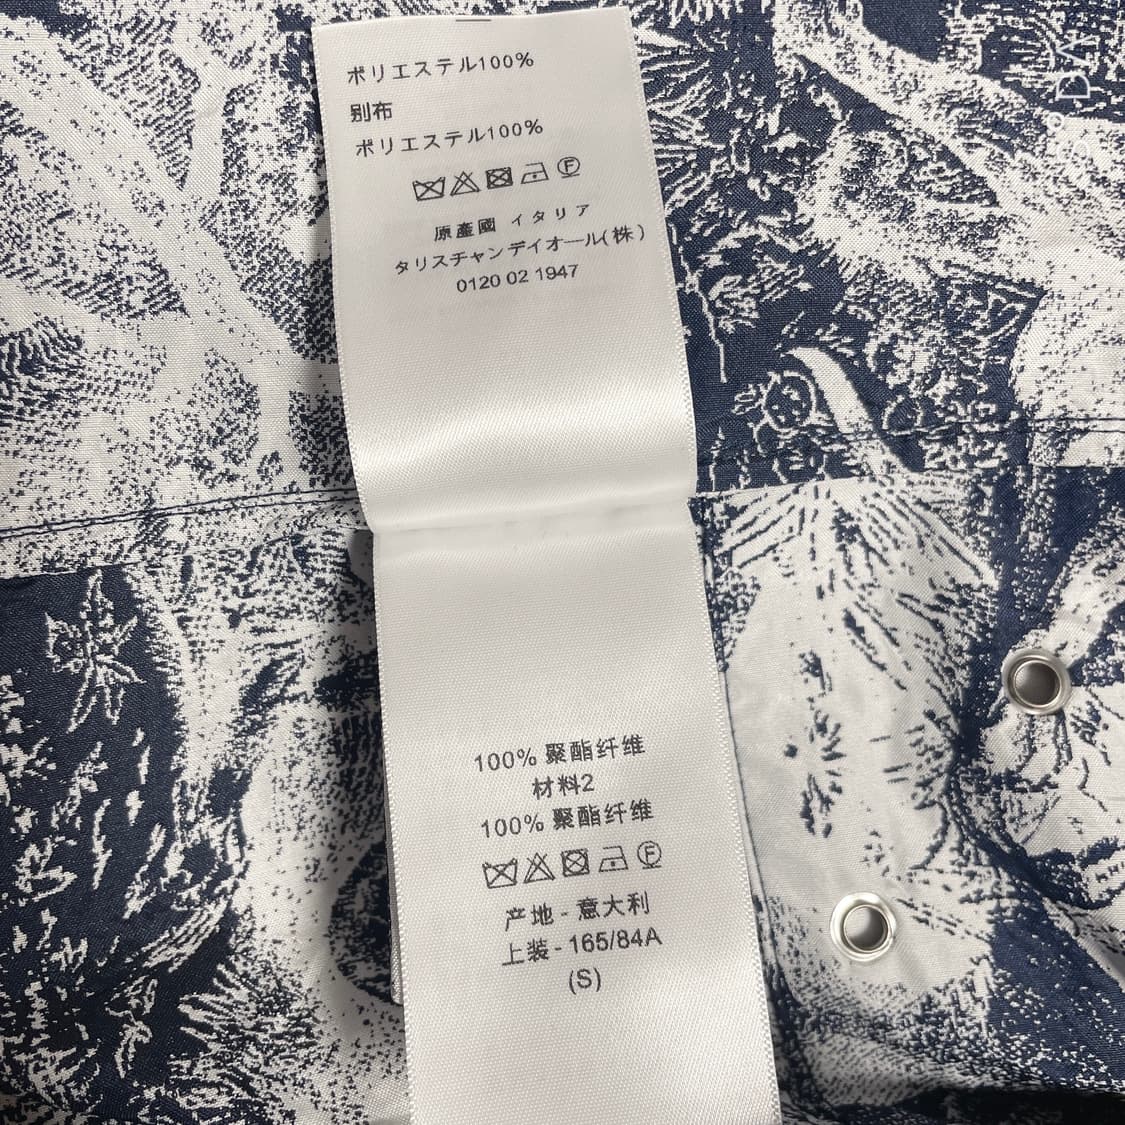 ポリエステル100%
別布
ポリエステル100%
F
原産國 イタリア
タリスチャンデイオール(株)
0120 02 1947
100% 聚酯纤维
材料2
100% 聚酯纤维
F
产地 - 意大利
上装 - 165/84A
(S)